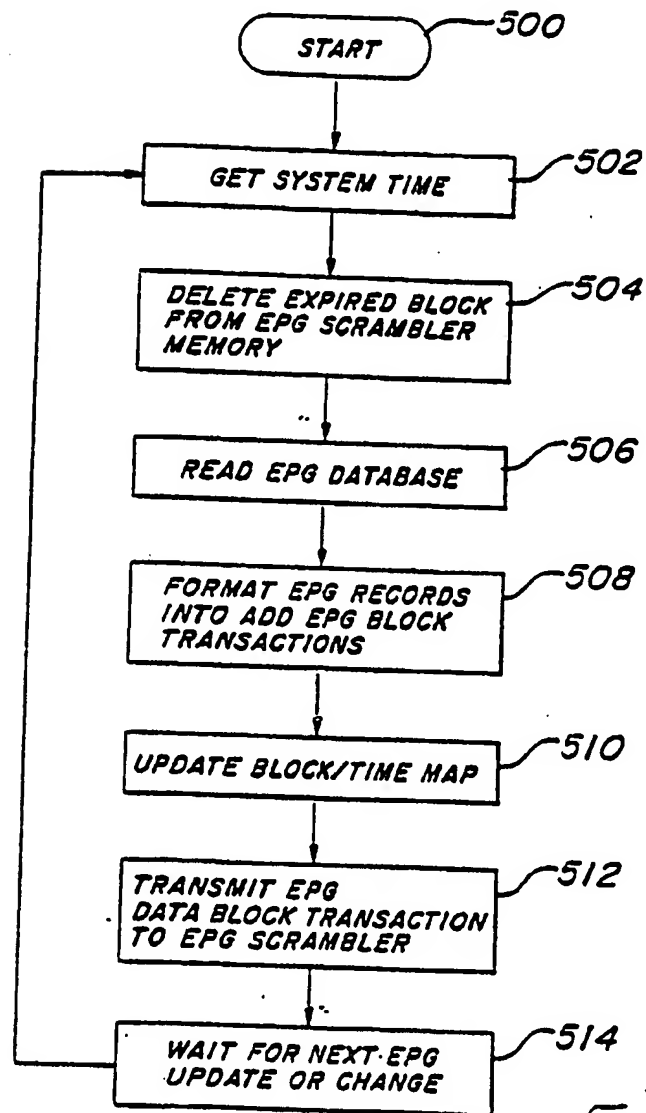 START
500
GET SYSTEM TIME
502
DELETE EXPIRED BLOCK
FROM EPG SCRAMBLER
MEMORY
504
READ EPG DATABASE
506
FORMAT EPG RECORDS
INTO ADD EPG BLOCK
TRANSACTIONS
508
UPDATE BLOCK/TIME MAP
510
TRANSMIT EPG
DATA BLOCK TRANSACTION
TO EPG SCRAMBLER
512
WAIT FOR NEXT EPG
UPDATE OR CHANGE
514